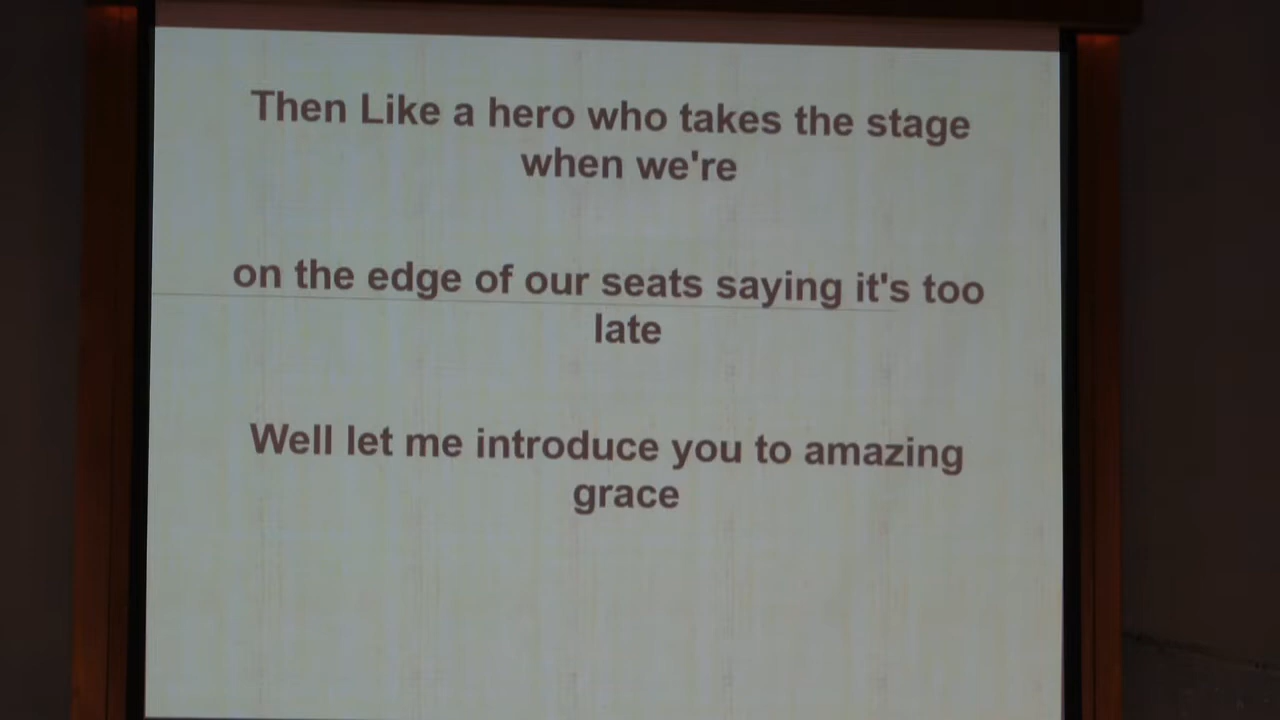 Then Like a hero who takes the stage
when we're
on the edge of our seats saying it's too
late
Well let me introduce you to amazing
grace